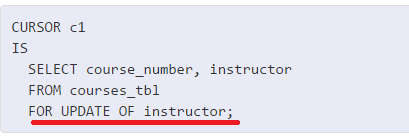 CURSOR c1
IS
SELECT course_number, instructor
FROM courses_tbl
FOR UPDATE OF instructor;